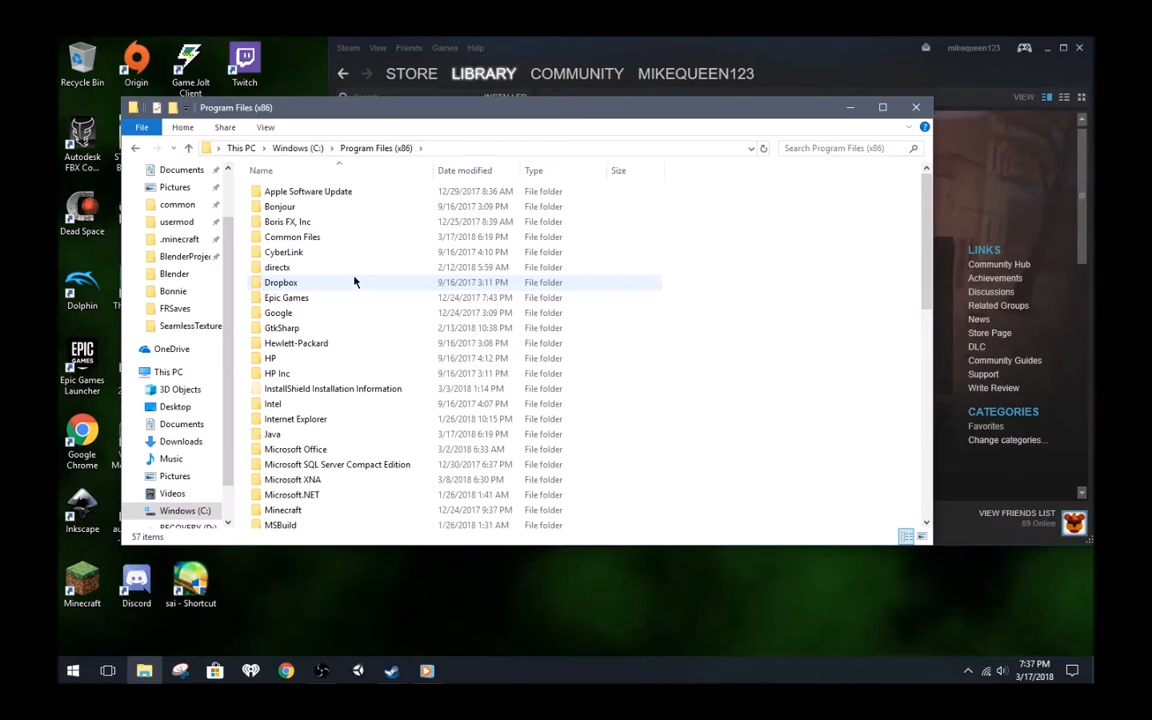 Recycle Bin
Origin
Game Jolt
Client
Twitch
Steam View Friends Games Help
mikequeen123
STORE LIBRARY COMMUNITY MIKEQUEEN123
VIEW
Program Files (x86)
File Home Share View
This PC > Windows (C:) > Program Files (x86) >
Search Program Files (x86)
Name Date modified Type Size
Documents
Pictures
common
usermod
.minecraft
BlenderProjec
Blender
Bonnie
FRSaves
SeamlessTexture
OneDrive
This PC
3D Objects
Desktop
Documents
Downloads
Music
Pictures
Videos
Windows (C:)
RECOVERY (D:)
Apple Software Update 12/29/2017 8:36 AM File folder
Bonjour 9/16/2017 3:09 PM File folder
Boris FX, Inc 12/25/2017 8:39 AM File folder
Common Files 3/17/2018 6:19 PM File folder
CyberLink 9/16/2017 4:10 PM File folder
directx 2/12/2018 5:59 AM File folder
Dropbox 9/16/2017 3:11 PM File folder
Epic Games 12/24/2017 7:43 PM File folder
Google 12/24/2017 3:09 PM File folder
GtkSharp 2/13/2018 10:38 PM File folder
Hewlett-Packard 9/16/2017 3:08 PM File folder
HP 9/16/2017 4:12 PM File folder
HP Inc 9/16/2017 3:11 PM File folder
InstallShield Installation Information 3/3/2018 1:14 PM File folder
Intel 9/16/2017 4:07 PM File folder
Internet Explorer 1/26/2018 10:15 PM File folder
Java 3/17/2018 6:19 PM File folder
Microsoft Office 3/2/2018 6:33 AM File folder
Microsoft SQL Server Compact Edition 12/30/2017 6:37 PM File folder
Microsoft XNA 3/8/2018 6:30 PM File folder
Microsoft.NET 1/26/2018 1:41 AM File folder
Minecraft 12/24/2017 9:37 PM File folder
MSBuild 1/26/2018 1:31 AM File folder
57 items
LINKS
Community Hub
Achievements
Discussions
Related Groups
News
Store Page
DLC
Community Guides
Support
Write Review
CATEGORIES
Favorites
Change categories...
VIEW FRIENDS LIST
89 Online
Autodesk
FBX Co...
Dead Space
Dolphin
EPIC
GAMES
Epic Games
Launcher
Google
Chrome
Inkscape
Minecraft
Discord
sai - Shortcut
7:37 PM
3/17/2018